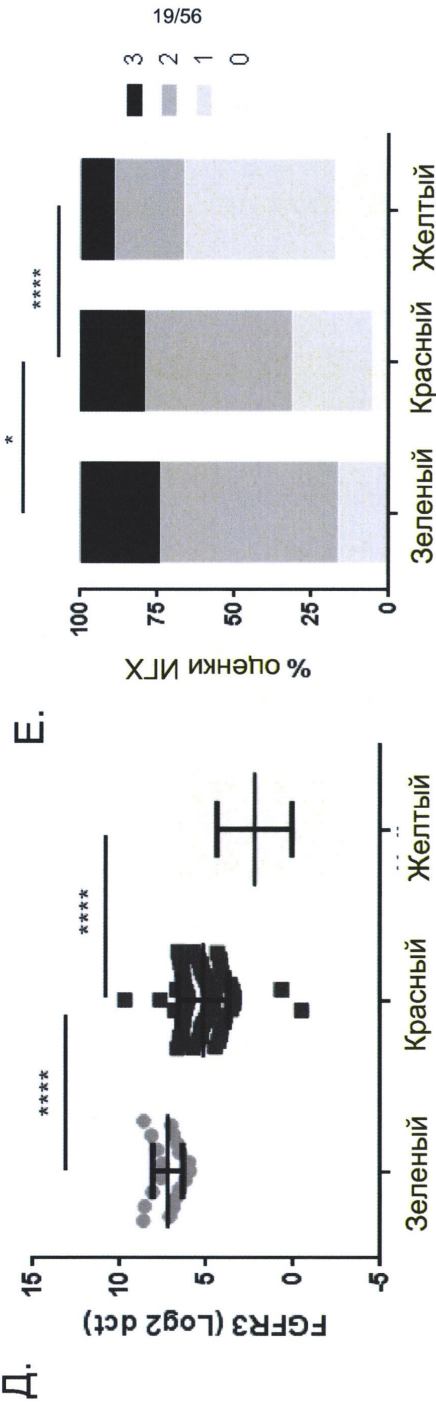 19/56
Д.
FGFR3 (Log2 dct)
15
10
5
0
-5
****
****
Зеленый
Красный
Желтый
Е.
% оценки ИГХ
100
75
50
25
0
*
****
Зеленый
Красный
Желтый
3
2
1
0